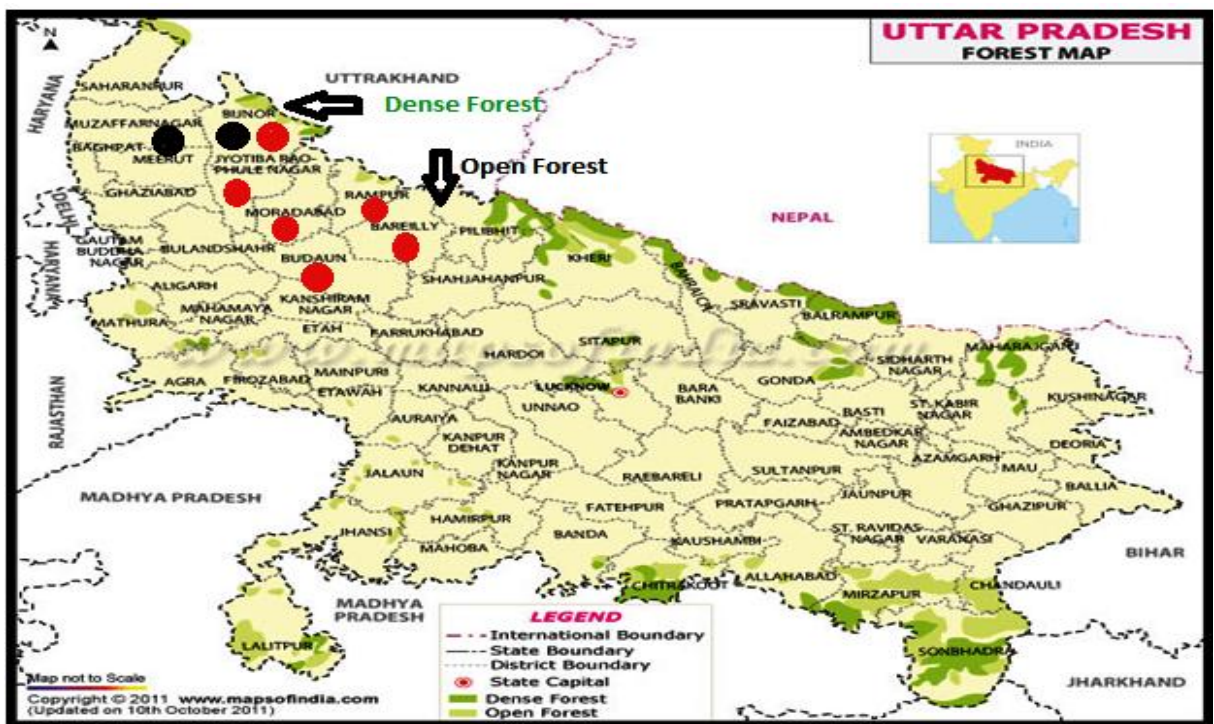 UTTAR PRADESH
FOREST MAP
N
UTTRAKHAND
HARYANA
SAHARANPUR
Dense Forest
BIJNOR
MUZAFFARNAGAR
INDIA
BAGHPAT
MEERUT
JYOTIBA RAO-
PHULE NAGAR
Open Forest
GHAZIABAD
RAMPUR
DELHI
MORADABAD
NEPAL
BAREILLY
PILIBHIT
GAUTAM
BUDDHA
NAGAR
BULANDSHAHR
HARYANA
BUDAUN
KHERI
SHAHJAHANPUR
BAHRAICH
ALIGARH
KANSHIRAM
NAGAR
SRAVASTI
MAHAMAYA
NAGAR
BALRAMPUR
MATHURA
ETAH
FARRUKHABAD
SITAPUR
www.mapsofindia.com
HARDOI
MAHARAJGANJ
SIDHARTH
NAGAR
MAINPURI
AGRA
FIROZABAD
ETAWAH
KANNAUJ
LUCKNOW
GONDA
RAJASTHAN
UNNAO
BARA
BANKI
BASTI
ST. KABIR
NAGAR
KUSHINAGAR
AURAIYA
FAIZABAD
AMBEDKAR
NAGAR
DEORIA
KANPUR
DEHAT
AZAMGARH
JALAUN
KANPUR
NAGAR
RAEBARELI
SULTANPUR
MAU
BALLIA
MADHYA PRADESH
JAUNPUR
FATEHPUR
PRATAPGARH
GHAZIPUR
HAMIRPUR
JHANSI
BANDA
ST. RAVIDAS
NAGAR
VARANASI
MAHOBA
KAUSHAMBI
BIHAR
ALLAHABAD
CHITRAKOOT
CHANDAULI
MIRZAPUR
MADHYA
PRADESH
LEGEND
International Boundary
State Boundary
District Boundary
State Capital
Dense Forest
Open Forest
LALITPUR
SONBHADRA
JHARKHAND
Map not to Scale
Copyright © 2011 www.mapsofindia.com
(Updated on 10th October 2011)